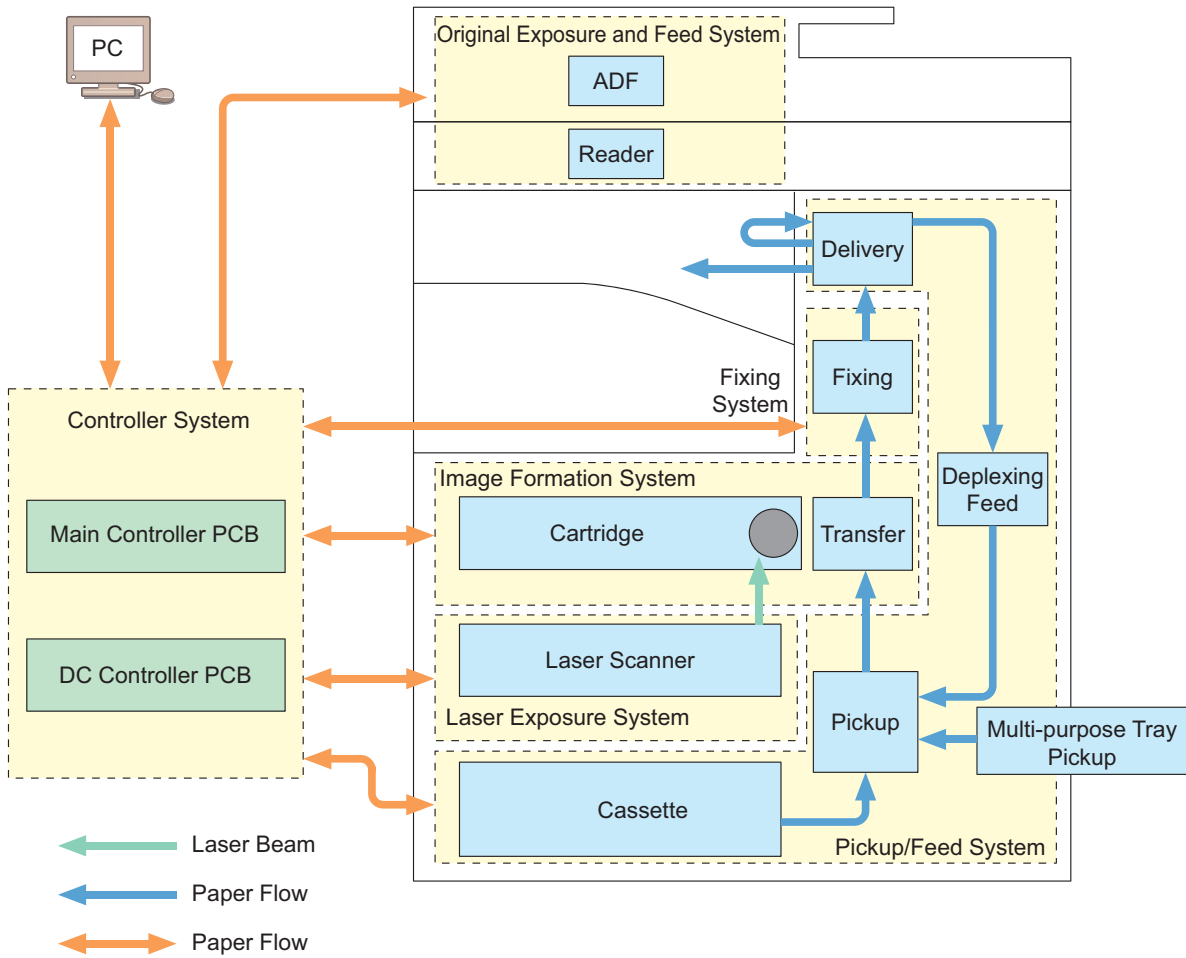 PC
Original Exposure and Feed System
ADF
Reader
Delivery
Fixing
System
Fixing
Controller System
Main Controller PCB
DC Controller PCB
Image Formation System
Cartridge
Transfer
Deplexing
Feed
Laser Scanner
Laser Exposure System
Pickup
Multi-purpose Tray
Pickup
Cassette
Pickup/Feed System
Laser Beam
Paper Flow
Paper Flow